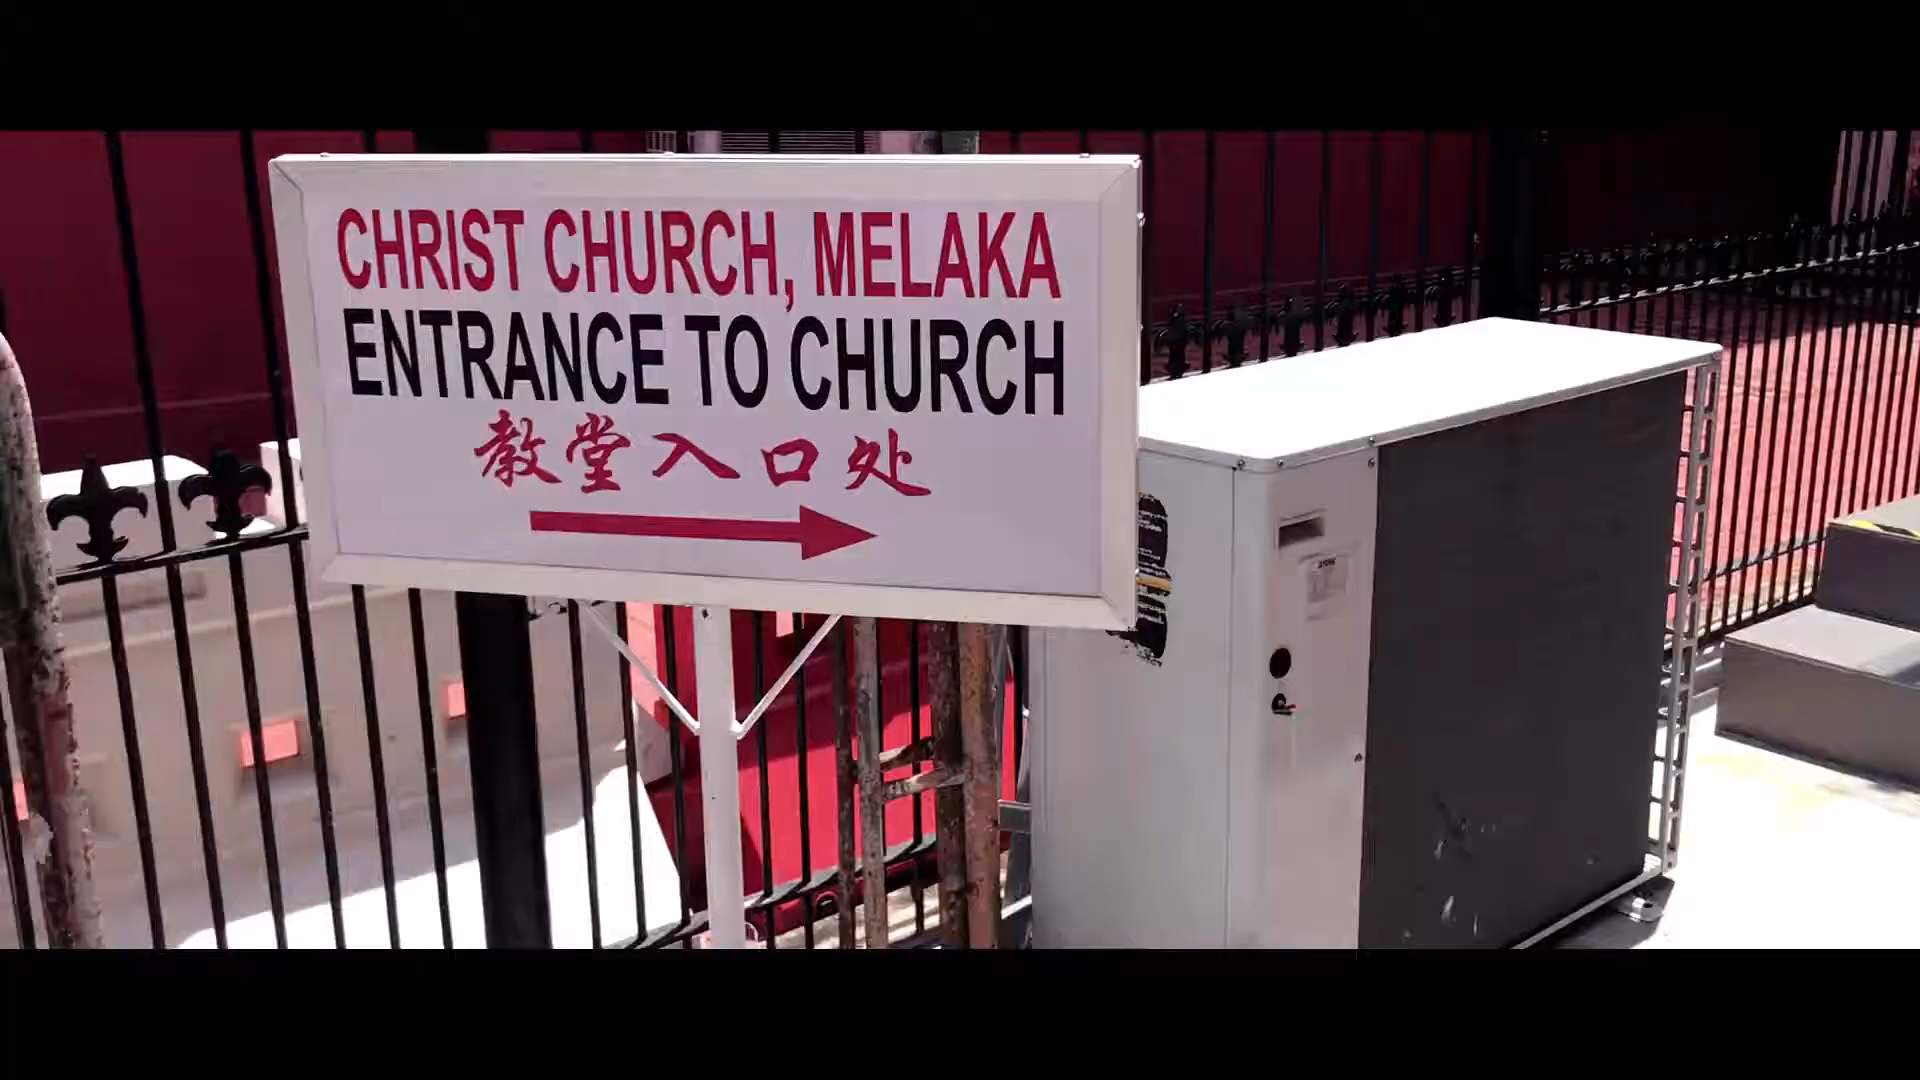 CHRIST CHURCH, MELAKA
ENTRANCE TO CHURCH
教堂入口处